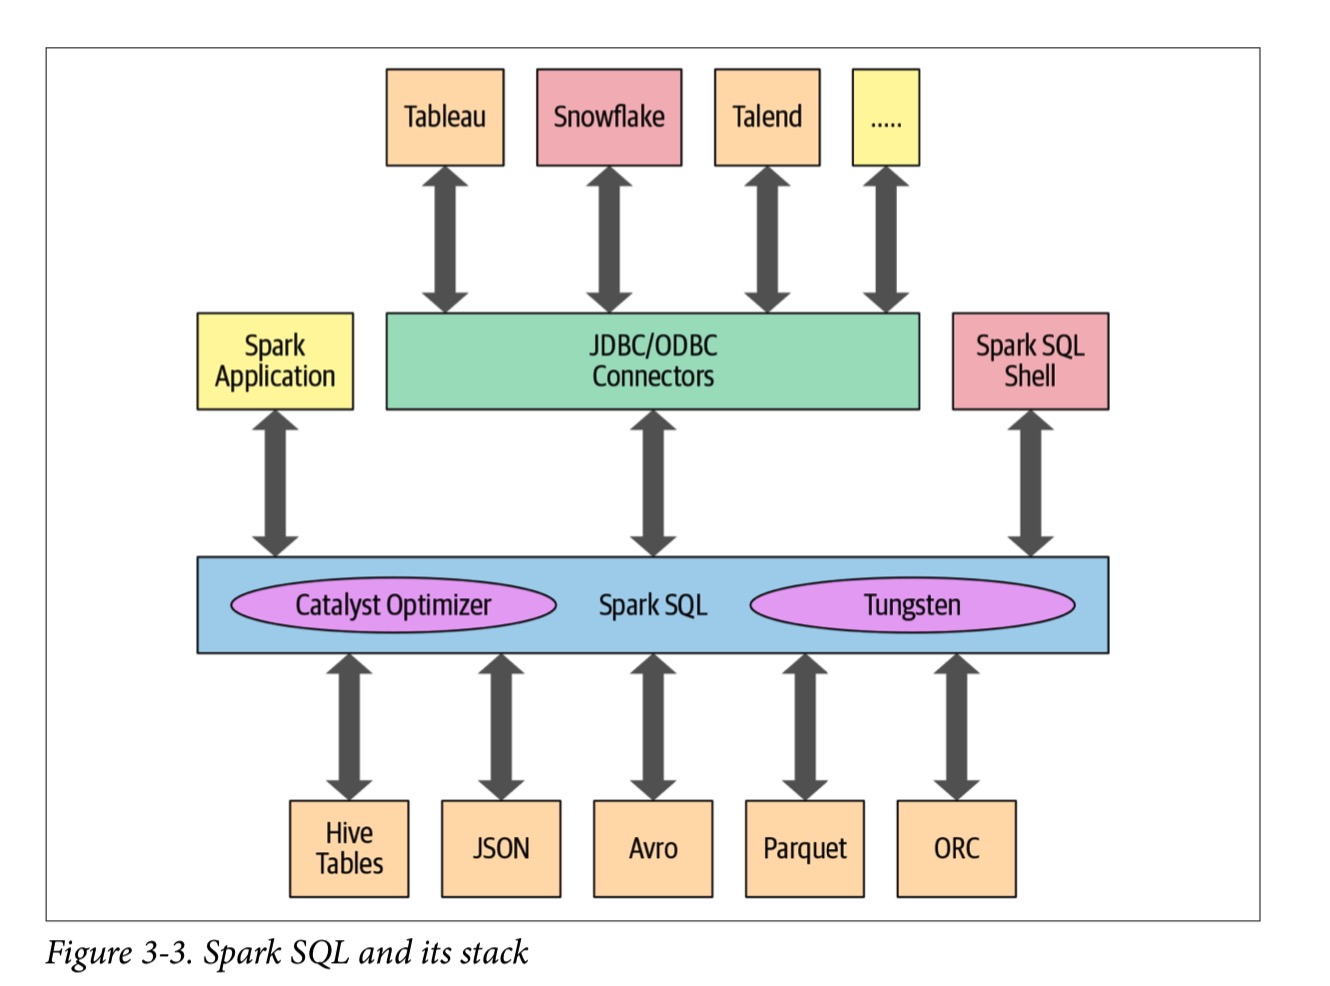 Tableau
Snowflake
Talend
.....
Spark
Application
JDBC/ODBC
Connectors
Spark SQL
Shell
Catalyst Optimizer
Spark SQL
Tungsten
Hive
Tables
JSON
Avro
Parquet
ORC
Figure 3-3. Spark SQL and its stack